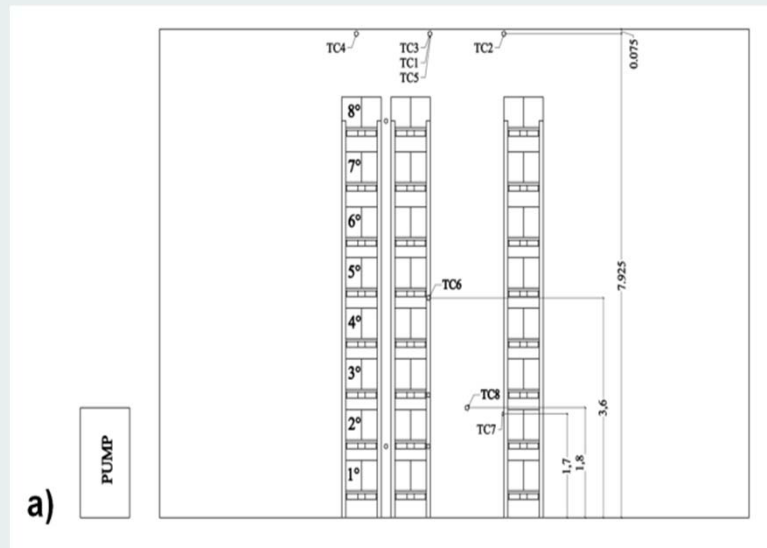 TC4
TC3
TC1
TC5
TC2
0.075
8°
7°
6°
5°
TC6
7.925
4°
3°
TC8
3,6
2°
TC7
1,7
1,8
1°
PUMP
a)